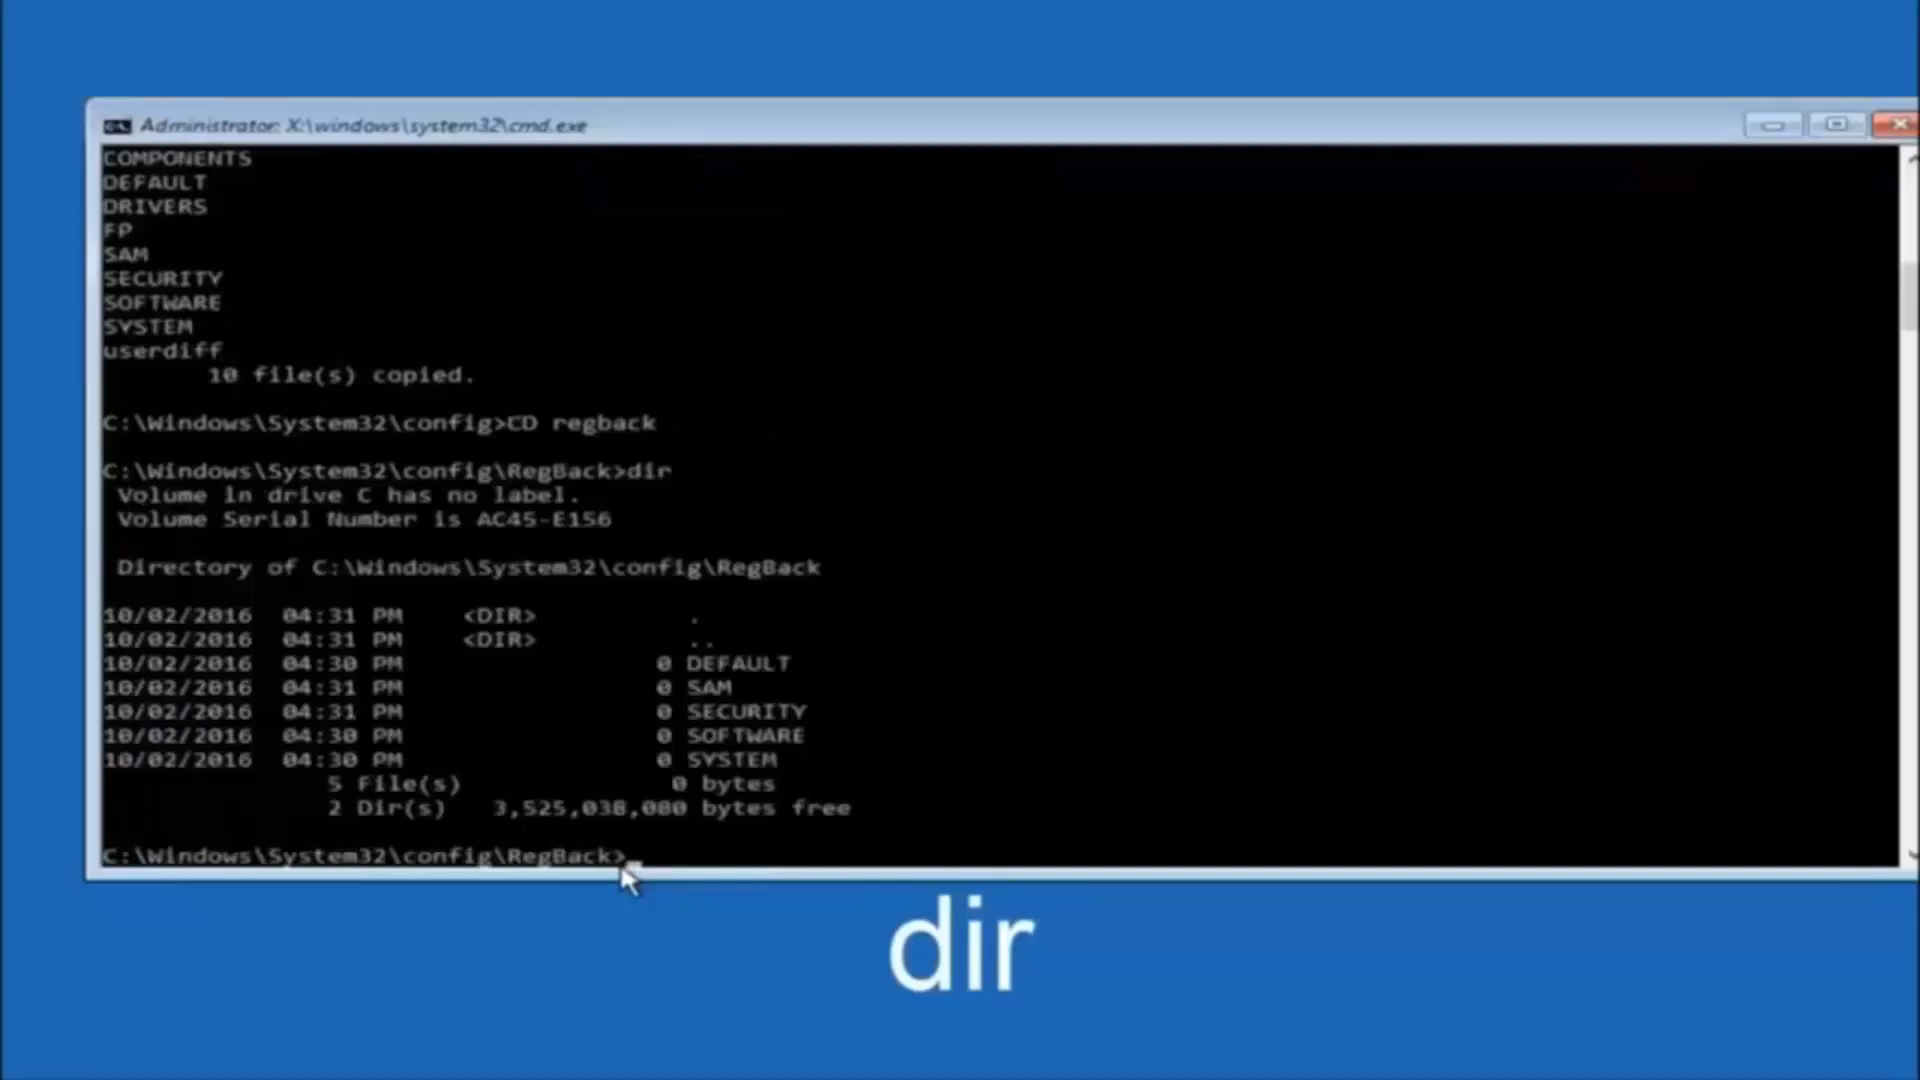 Administrator: X:\windows\system32\cmd.exe
COMPONENTS
DEFAULT
DRIVERS
FP
SAM
SECURITY
SOFTWARE
SYSTEM
userdiff
10 file(s) copied.
C:\Windows\System32\config>CD regback
C:\Windows\System32\config\RegBack>dir
Volume in drive C has no label.
Volume Serial Number is AC45-E156
Directory of C:\Windows\System32\config\RegBack
10/02/2016 04:31 PM <DIR> .
10/02/2016 04:31 PM <DIR> ..
10/02/2016 04:30 PM 0 DEFAULT
10/02/2016 04:31 PM 0 SAM
10/02/2016 04:31 PM 0 SECURITY
10/02/2016 04:30 PM 0 SOFTWARE
10/02/2016 04:30 PM 0 SYSTEM
5 File(s) 0 bytes
2 Dir(s) 3,525,038,080 bytes free
C:\Windows\System32\config\RegBack>
dir